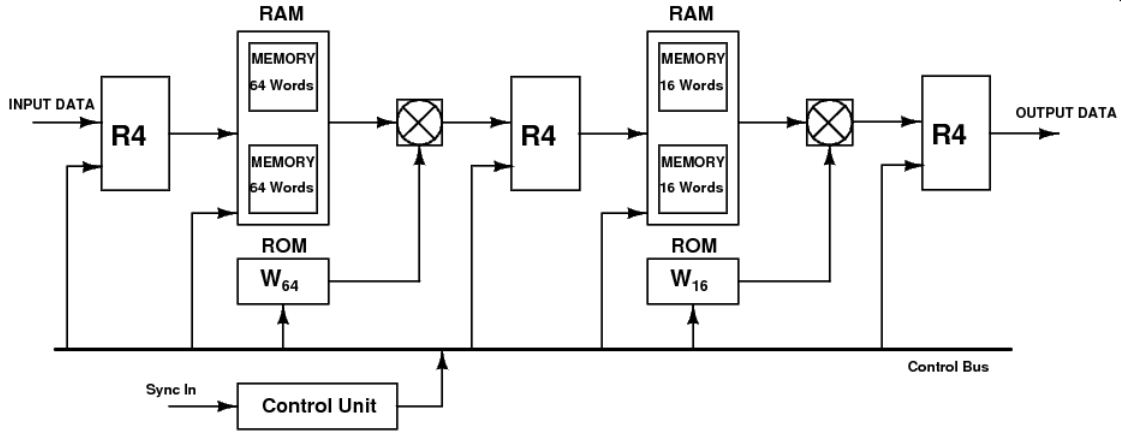 RAM
RAM
MEMORY
64 Words
MEMORY
16 Words
INPUT DATA
R4
R4
R4
OUTPUT DATA
MEMORY
64 Words
MEMORY
16 Words
ROM
ROM
W64
W16
Control Bus
Sync In
Control Unit